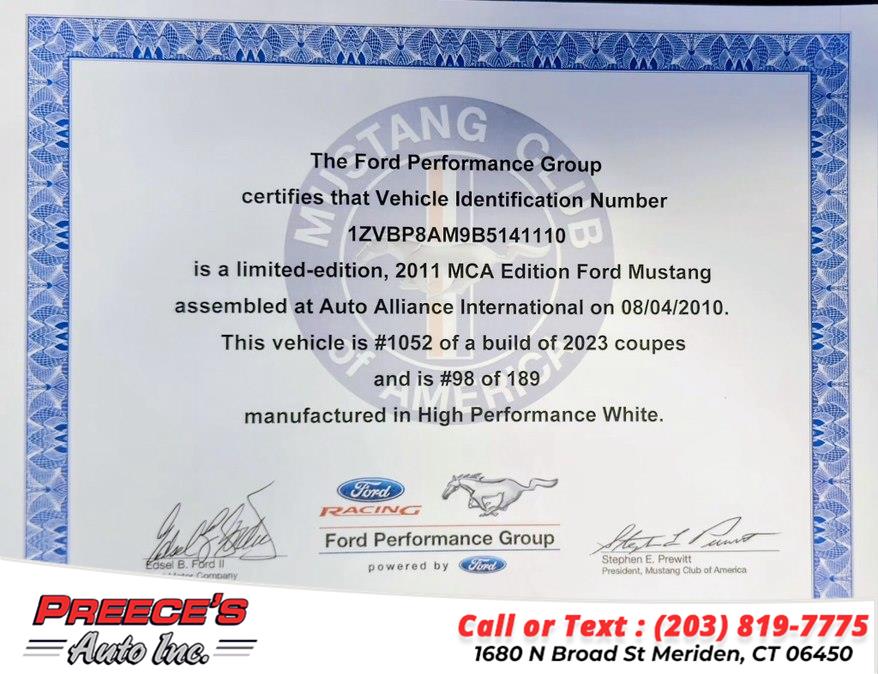 MUSTANG CLUB
of AMERICA
The Ford Performance Group
certifies that Vehicle Identification Number
1ZVBP8AM9B5141110
is a limited-edition, 2011 MCA Edition Ford Mustang
assembled at Auto Alliance International on 08/04/2010.
This vehicle is #1052 of a build of 2023 coupes
and is #98 of 189
manufactured in High Performance White.
Ford
RACING
Ford Performance Group
powered by Ford
Edsel B. Ford II
Motor Company
Stephen E. Prewitt
President, Mustang Club of America
PREECE'S
Auto Inc.
Call or Text : (203) 819-7775
1680 N Broad St Meriden, CT 06450